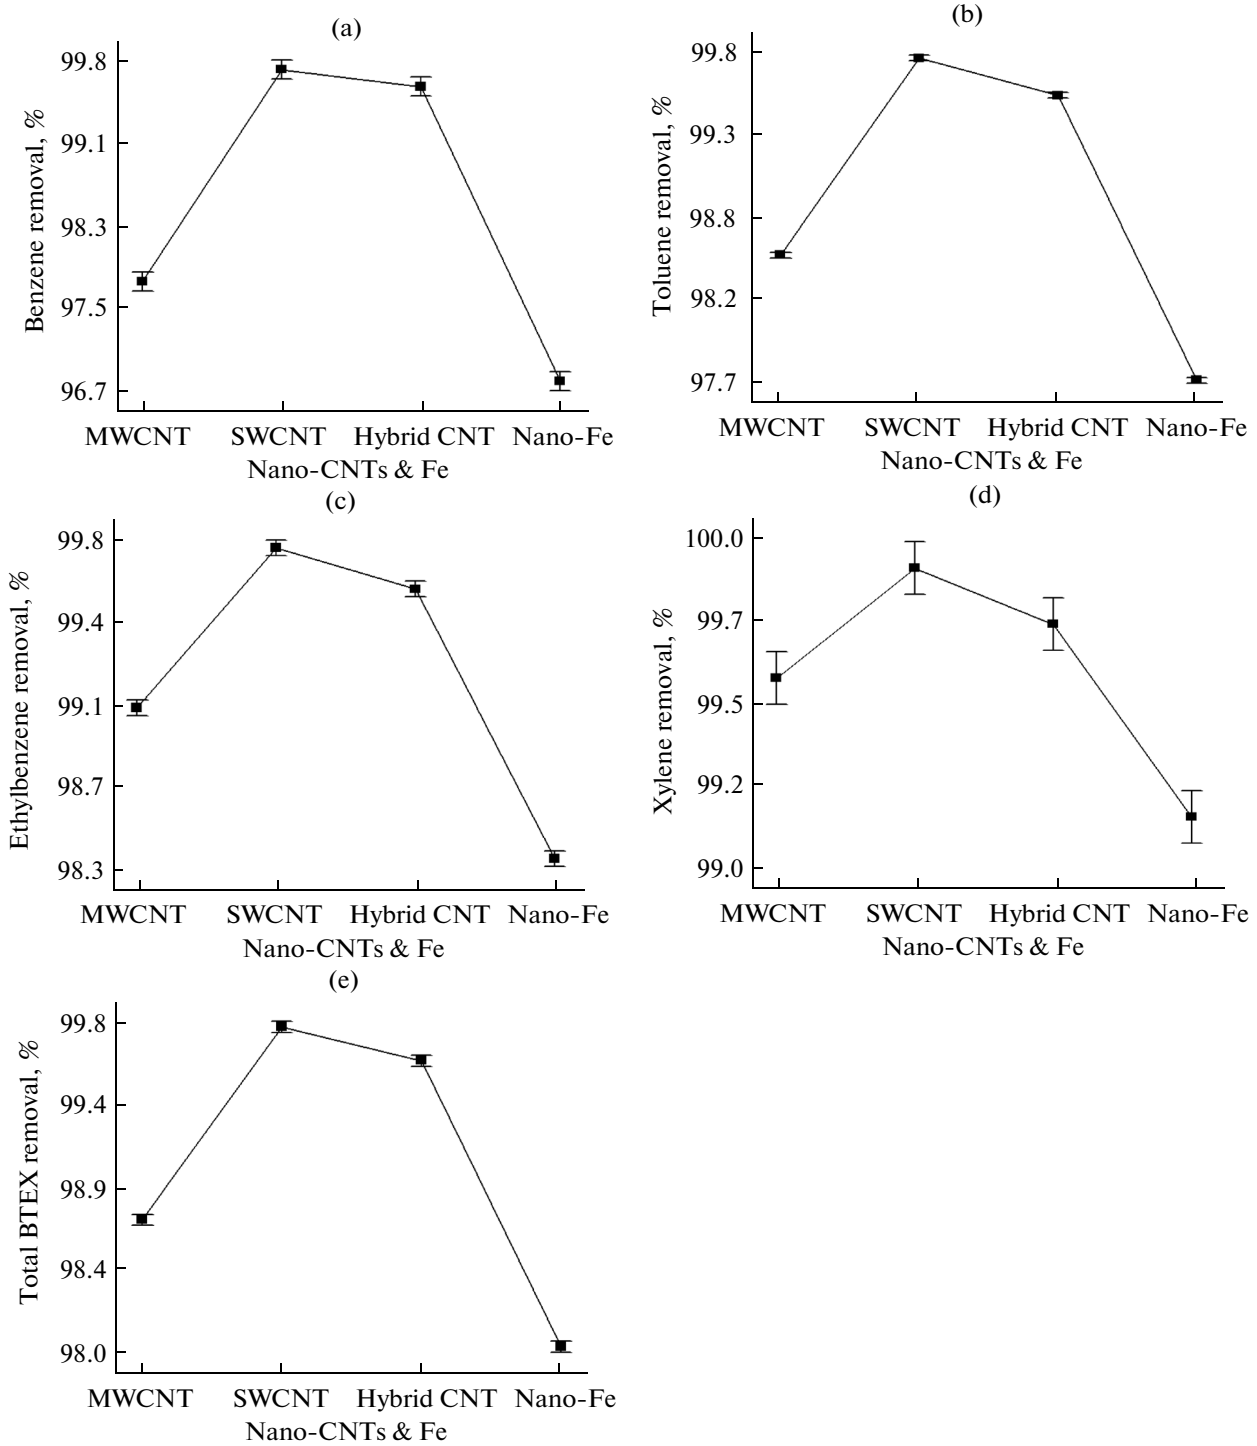 (a)
Benzene removal, %
99.8
99.1
98.3
97.5
96.7
MWCNT SWCNT Hybrid CNT Nano-Fe
Nano-CNTs & Fe
(b)
Toluene removal, %
99.8
99.3
98.8
98.2
97.7
MWCNT SWCNT Hybrid CNT Nano-Fe
Nano-CNTs & Fe
(c)
Ethylbenzene removal, %
99.8
99.4
99.1
98.7
98.3
MWCNT SWCNT Hybrid CNT Nano-Fe
Nano-CNTs & Fe
(d)
Xylene removal, %
100.0
99.7
99.5
99.2
99.0
MWCNT SWCNT Hybrid CNT Nano-Fe
Nano-CNTs & Fe
(e)
Total BTEX removal, %
99.8
99.4
98.9
98.4
98.0
MWCNT SWCNT Hybrid CNT Nano-Fe
Nano-CNTs & Fe